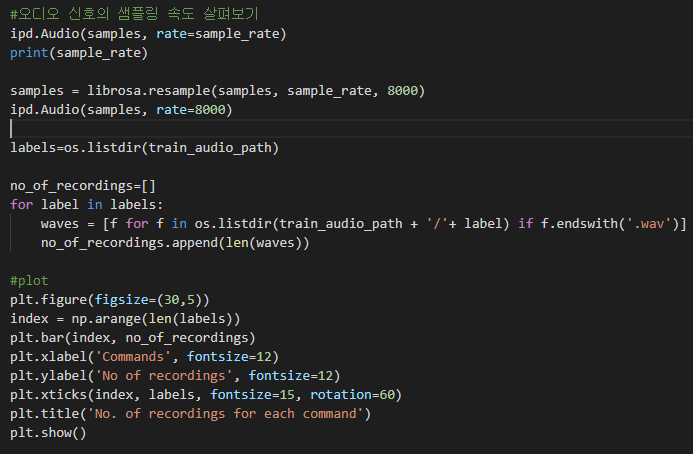 #오디오 신호의 샘플링 속도 살펴보기
ipd.Audio(samples, rate=sample_rate)
print(sample_rate)
samples = librosa.resample(samples, sample_rate, 8000)
ipd.Audio(samples, rate=8000)
labels=os.listdir(train_audio_path)
no_of_recordings=[]
for label in labels:
    waves = [f for f in os.listdir(train_audio_path + '/'+ label) if f.endswith('.wav')]
    no_of_recordings.append(len(waves))
#plot
plt.figure(figsize=(30,5))
index = np.arange(len(labels))
plt.bar(index, no_of_recordings)
plt.xlabel('Commands', fontsize=12)
plt.ylabel('No of recordings', fontsize=12)
plt.xticks(index, labels, fontsize=15, rotation=60)
plt.title('No. of recordings for each command')
plt.show()